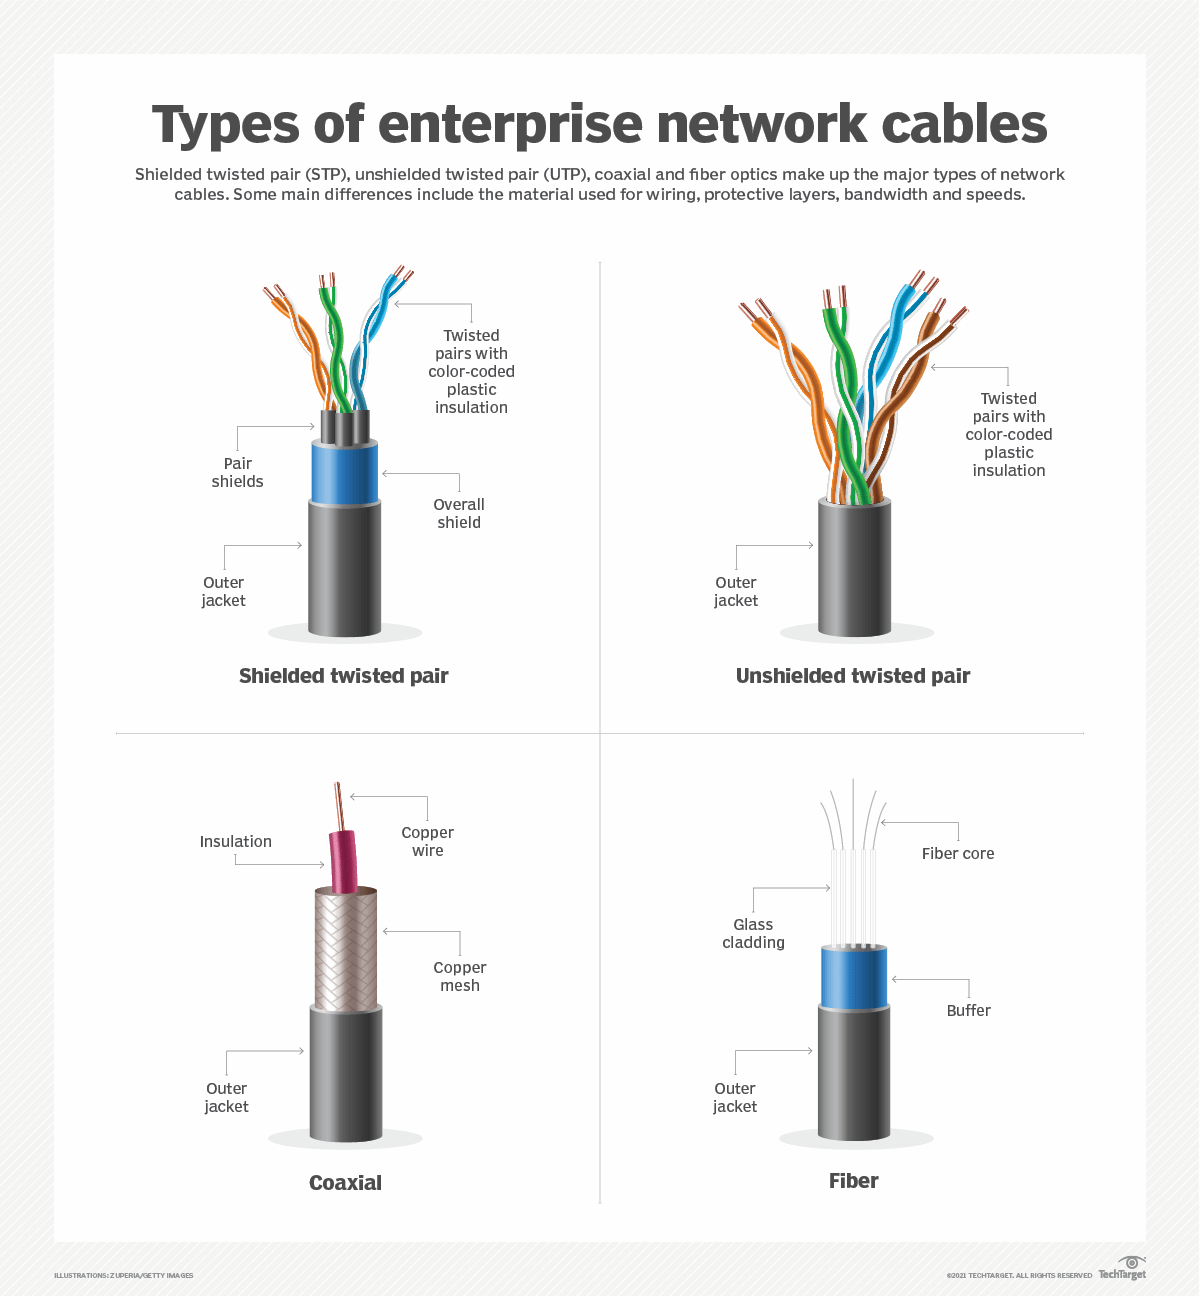 Types of enterprise network cables
Shielded twisted pair (STP), unshielded twisted pair (UTP), coaxial and fiber optics make up the major types of network
cables. Some main differences include the material used for wiring, protective layers, bandwidth and speeds.
Twisted
pairs with
color-coded
plastic
insulation
Pair
shields
Overall
shield
Outer
jacket
Shielded twisted pair
Twisted
pairs with
color-coded
plastic
insulation
Outer
jacket
Unshielded twisted pair
Copper
wire
Insulation
Copper
mesh
Outer
jacket
Coaxial
Fiber core
Glass
cladding
Buffer
Outer
jacket
Fiber
ILLUSTRATIONS: ZUPERIA/GETTY IMAGES
©2021 TECHTARGET. ALL RIGHTS RESERVED
TechTarget